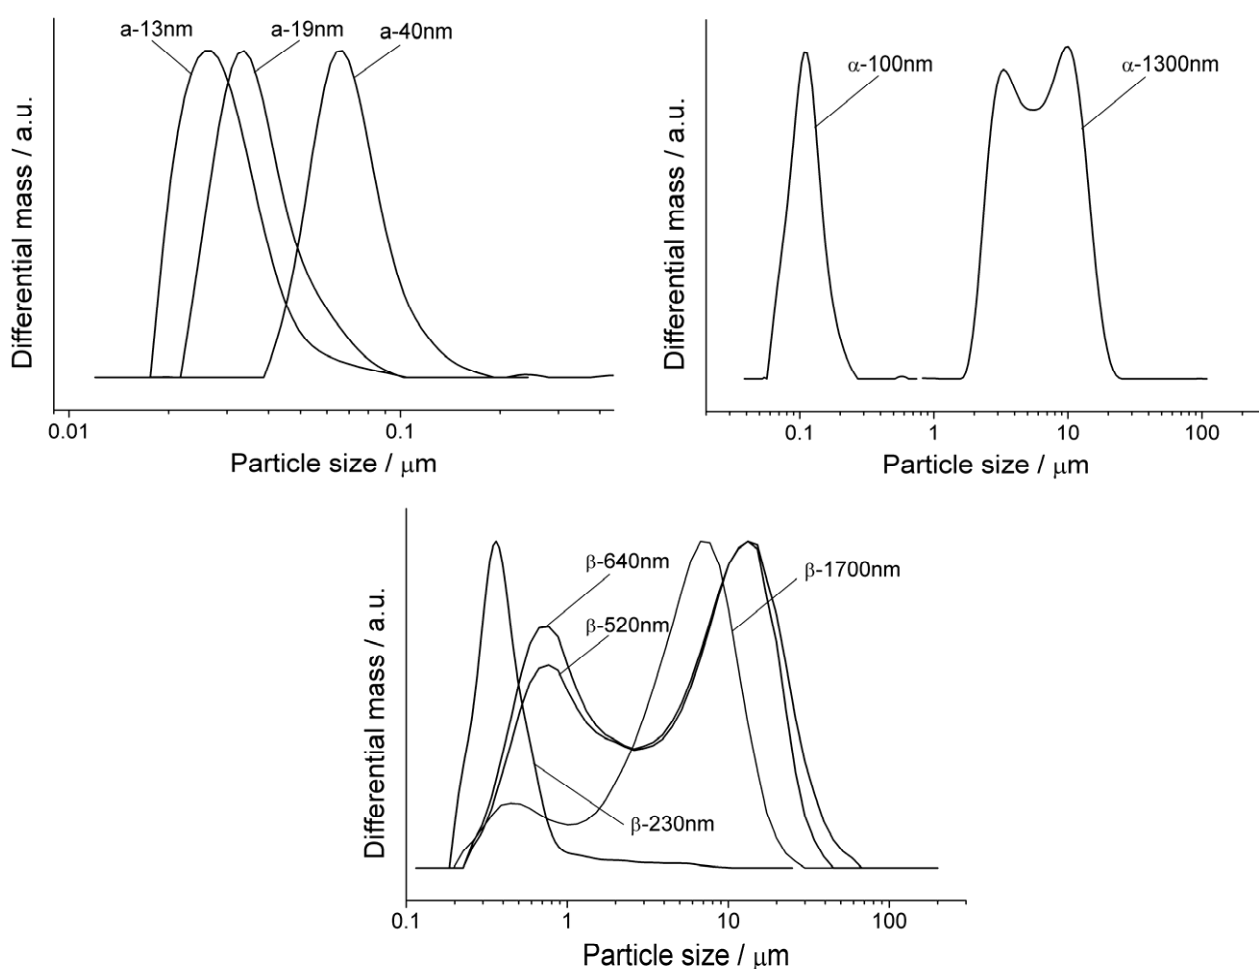 a-13nm
a-19nm
a-40nm
Differential mass / a.u.
0.01
0.1
Particle size / μm
α-100nm
α-1300nm
Differential mass / a.u.
0.1
1
10
100
Particle size / μm
β-640nm
β-520nm
β-1700nm
β-230nm
Differential mass / a.u.
0.1
1
10
100
Particle size / μm